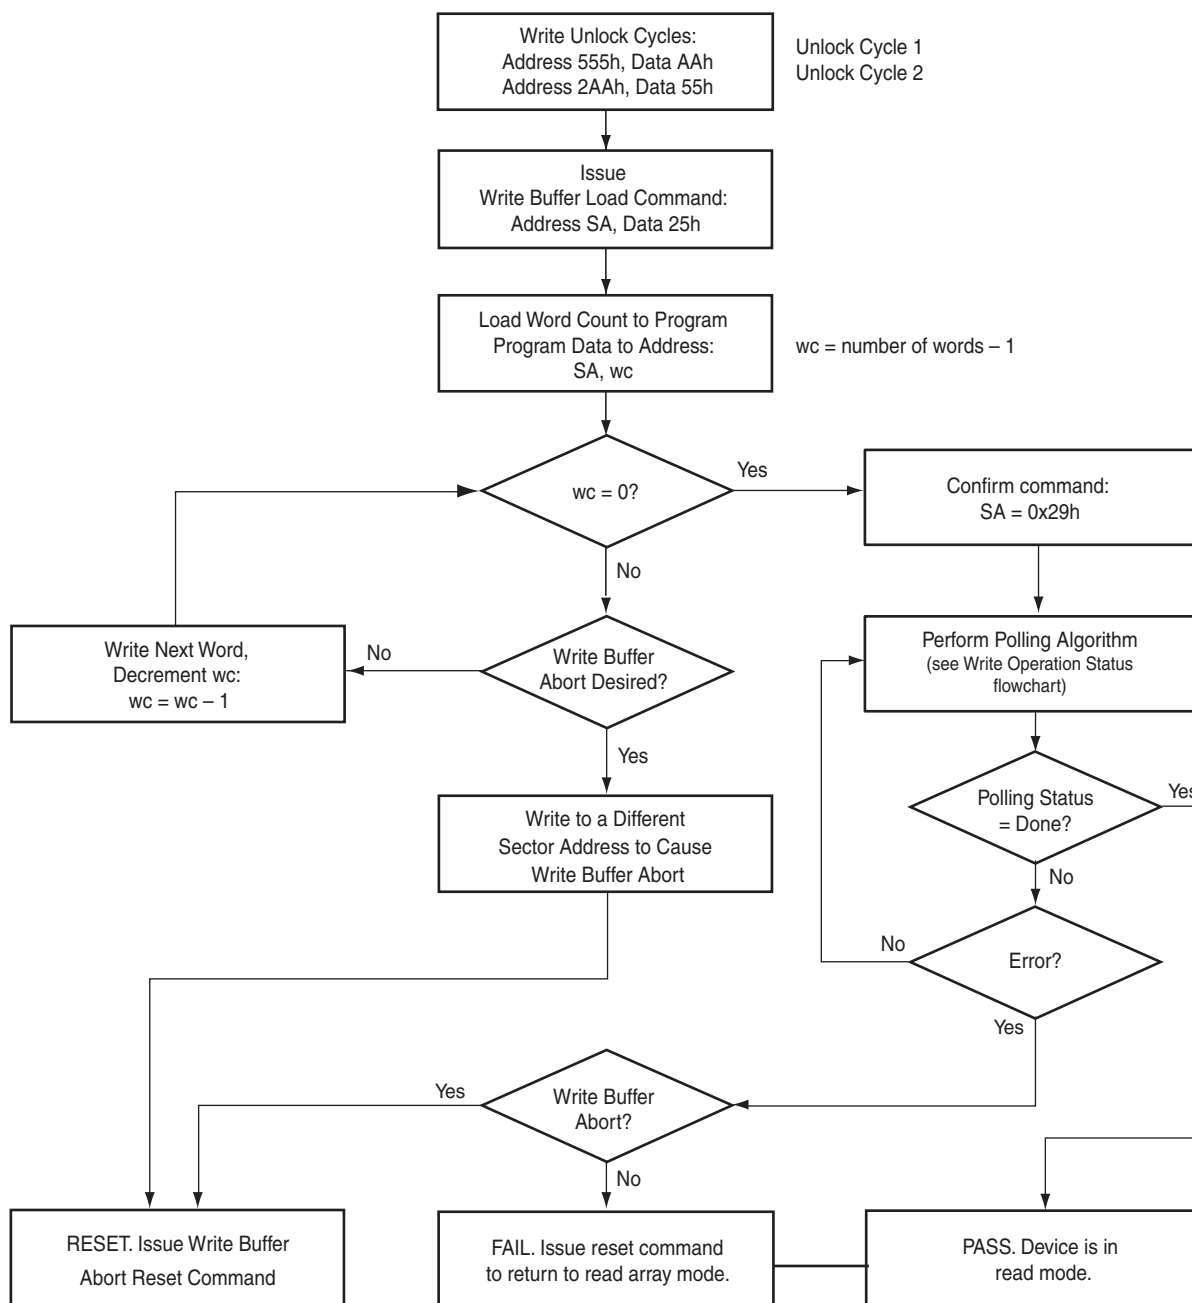 Write Unlock Cycles:
Address 555h, Data AAh
Address 2AAh, Data 55h
Unlock Cycle 1
Unlock Cycle 2
Issue
Write Buffer Load Command:
Address SA, Data 25h
Load Word Count to Program
Program Data to Address:
SA, wc
wc = number of words – 1
wc = 0?
Yes
Confirm command:
SA = 0x29h
No
Write Next Word,
Decrement wc:
wc = wc – 1
No
Write Buffer
Abort Desired?
Perform Polling Algorithm
(see Write Operation Status
flowchart)
Yes
Write to a Different
Sector Address to Cause
Write Buffer Abort
Polling Status
= Done?
Yes
No
No
Error?
Yes
Yes
Write Buffer
Abort?
No
RESET. Issue Write Buffer
Abort Reset Command
FAIL. Issue reset command
to return to read array mode.
PASS. Device is in
read mode.